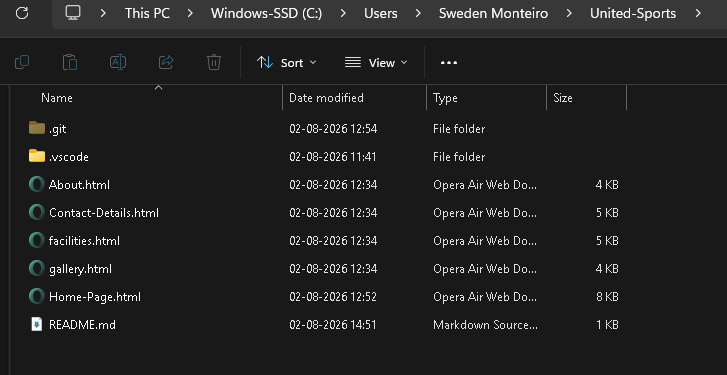 This PC > Windows-SSD (C:) > Users > Sweden Monteiro > United-Sports >
Sort View ...
Name Date modified Type Size
.git 02-08-2026 12:54 File folder
.vscode 02-08-2026 11:41 File folder
About.html 02-08-2026 12:34 Opera Air Web Do... 4 KB
Contact-Details.html 02-08-2026 12:34 Opera Air Web Do... 5 KB
facilities.html 02-08-2026 12:34 Opera Air Web Do... 5 KB
gallery.html 02-08-2026 12:34 Opera Air Web Do... 4 KB
Home-Page.html 02-08-2026 12:52 Opera Air Web Do... 8 KB
README.md 02-08-2026 14:51 Markdown Source... 1 KB